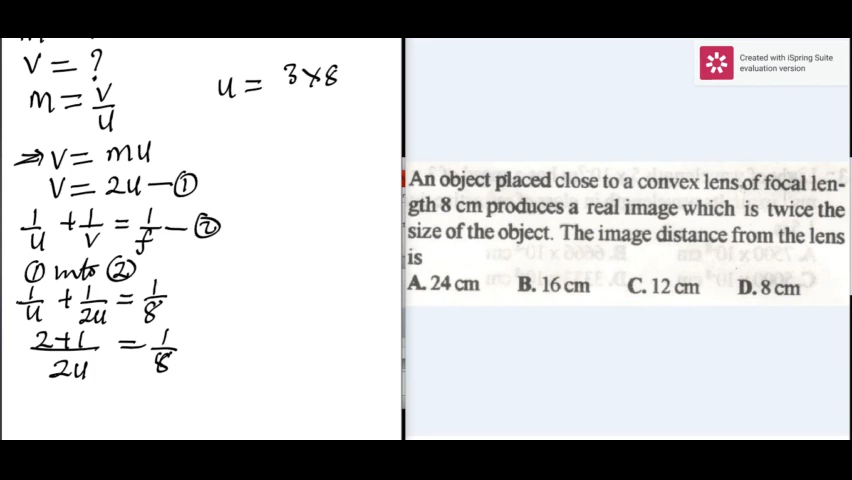 V = ?
m = V/U
⇒ V = mu
V = 2u — ①
1/u + 1/v = 1/f — ②
① into ②
1/u + 1/2u = 1/8
2+1/2u = 1/8
u = 3×8
Created with iSpring Suite
evaluation version
An object placed close to a convex lens of focal len-
gth 8 cm produces a real image which is twice the
size of the object. The image distance from the lens
is
A. 24 cm B. 16 cm C. 12 cm D. 8 cm